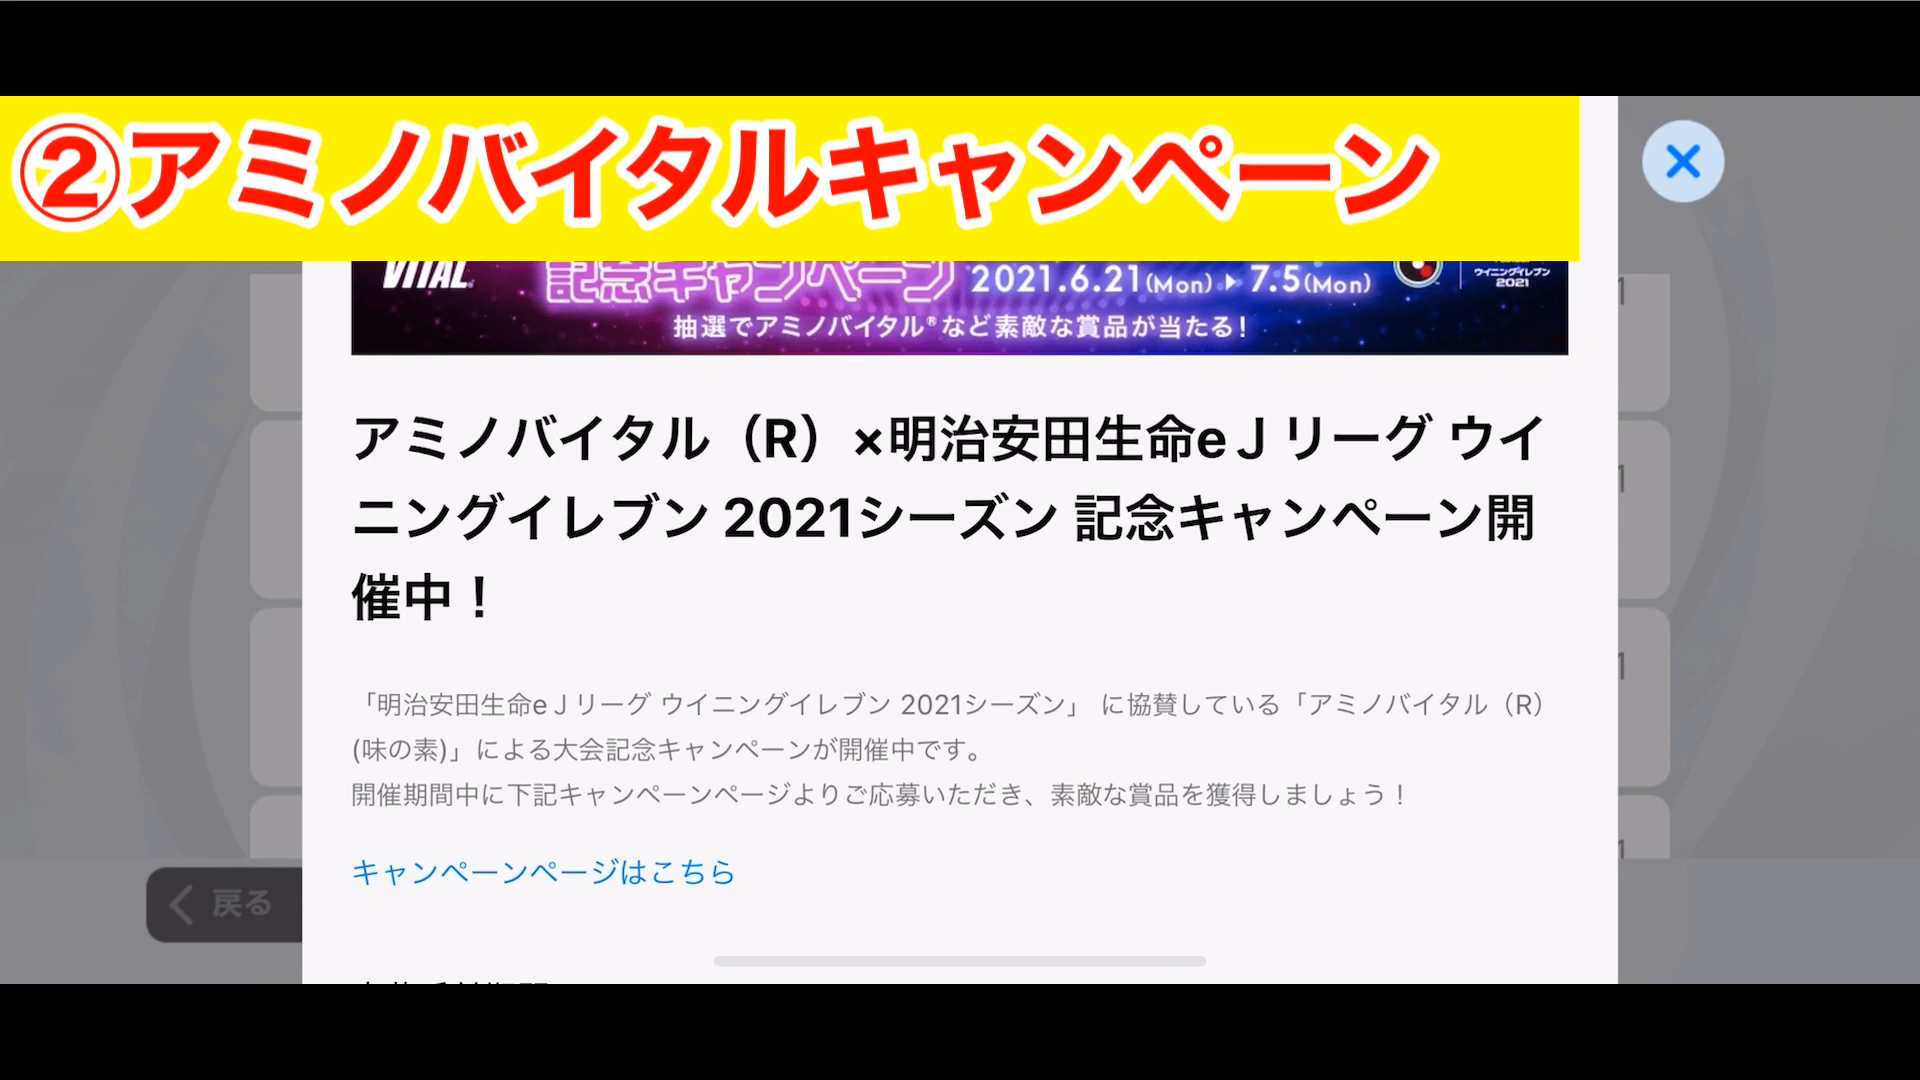 ②アミノバイタルキャンペーン
VITAL
記念キャンペーン 2021.6.21(Mon) ▶ 7.5(Mon)
ウイニングイレブン
2021
抽選でアミノバイタル®など素敵な賞品が当たる!
アミノバイタル（R）×明治安田生命eJリーグ ウイ
ニングイレブン 2021シーズン 記念キャンペーン開
催中！
「明治安田生命eJリーグ ウイニングイレブン 2021シーズン」 に協賛している「アミノバイタル（R）
(味の素)」による大会記念キャンペーンが開催中です。
開催期間中に下記キャンペーンページよりご応募いただき、素敵な賞品を獲得しましょう！
キャンペーンページはこちら
戻る